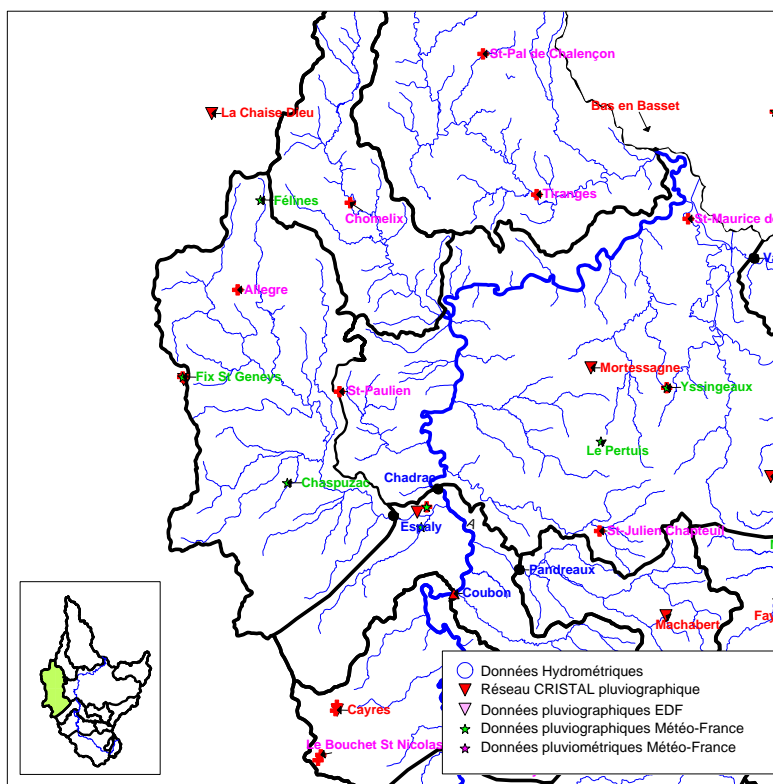 St-Pal de Chalençon
La Chaise Dieu
Bas en Basset
Félines
Tiranges
Chomelix
St-Maurice de
Allegre
Mortessagne
Fix St Geneys
Yssingeaux
St-Paulien
Le Pertuis
Chadrac
Chaspuzac
Espaly
St-Julien Chapteuil
Pandreaux
Coubon
Machabert
Fay
Cayres
Le Bouchet St Nicolas
Données Hydrométriques
Réseau CRISTAL pluviographique
Données pluviographiques EDF
Données pluviographiques Météo-France
Données pluviométriques Météo-France